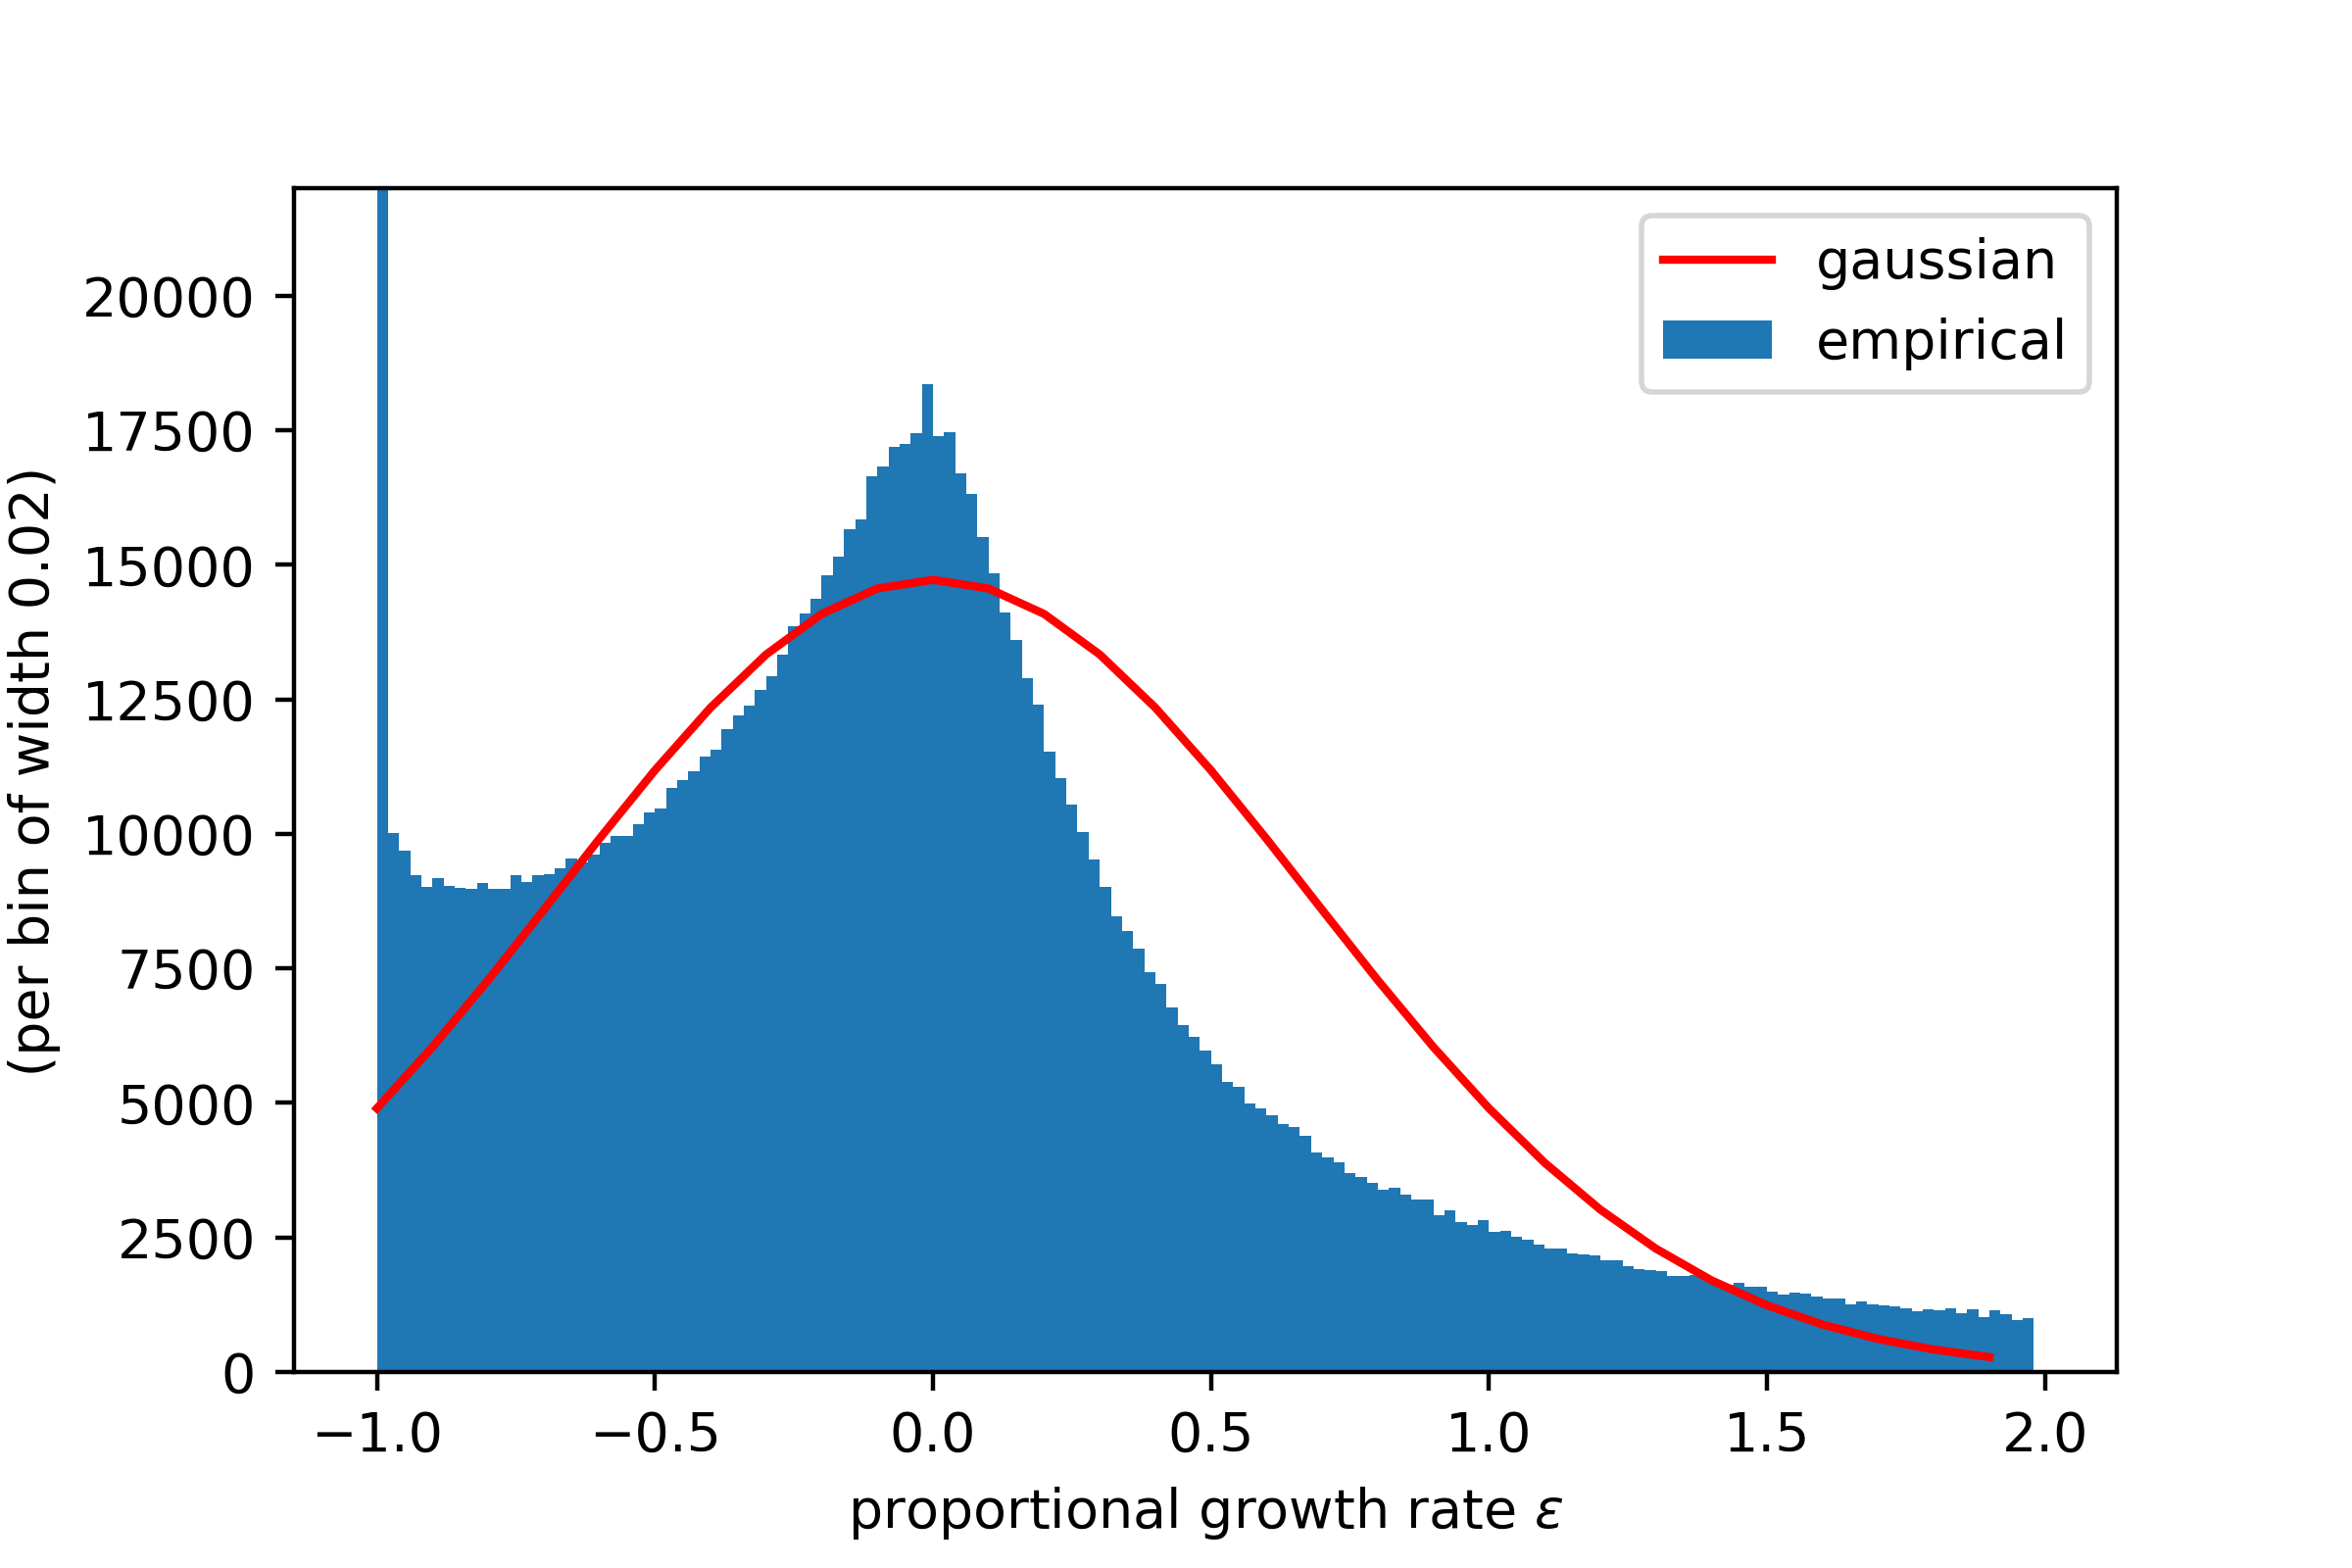 gaussian
empirical
20000
17500
15000
12500
10000
7500
5000
2500
0
(per bin of width 0.02)
−1.0 −0.5 0.0 0.5 1.0 1.5 2.0
proportional growth rate ε